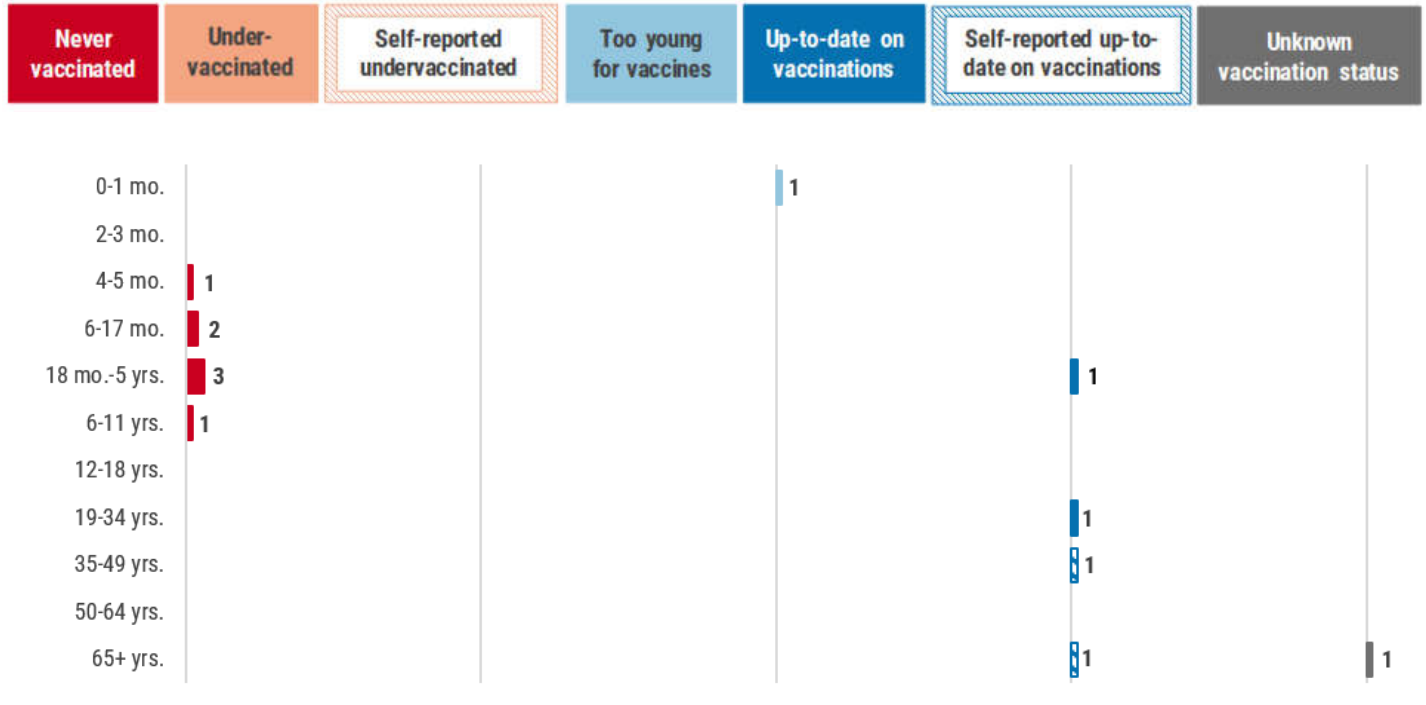 Never
vaccinated
Under-
vaccinated
Self-reported
undervaccinated
Too young
for vaccines
Up-to-date on
vaccinations
Self-reported up-to-
date on vaccinations
Unknown
vaccination status
0-1 mo. 1
2-3 mo.
4-5 mo. 1
6-17 mo. 2
18 mo.-5 yrs. 3 1
6-11 yrs. 1
12-18 yrs.
19-34 yrs. 1
35-49 yrs. 1
50-64 yrs.
65+ yrs. 1 1